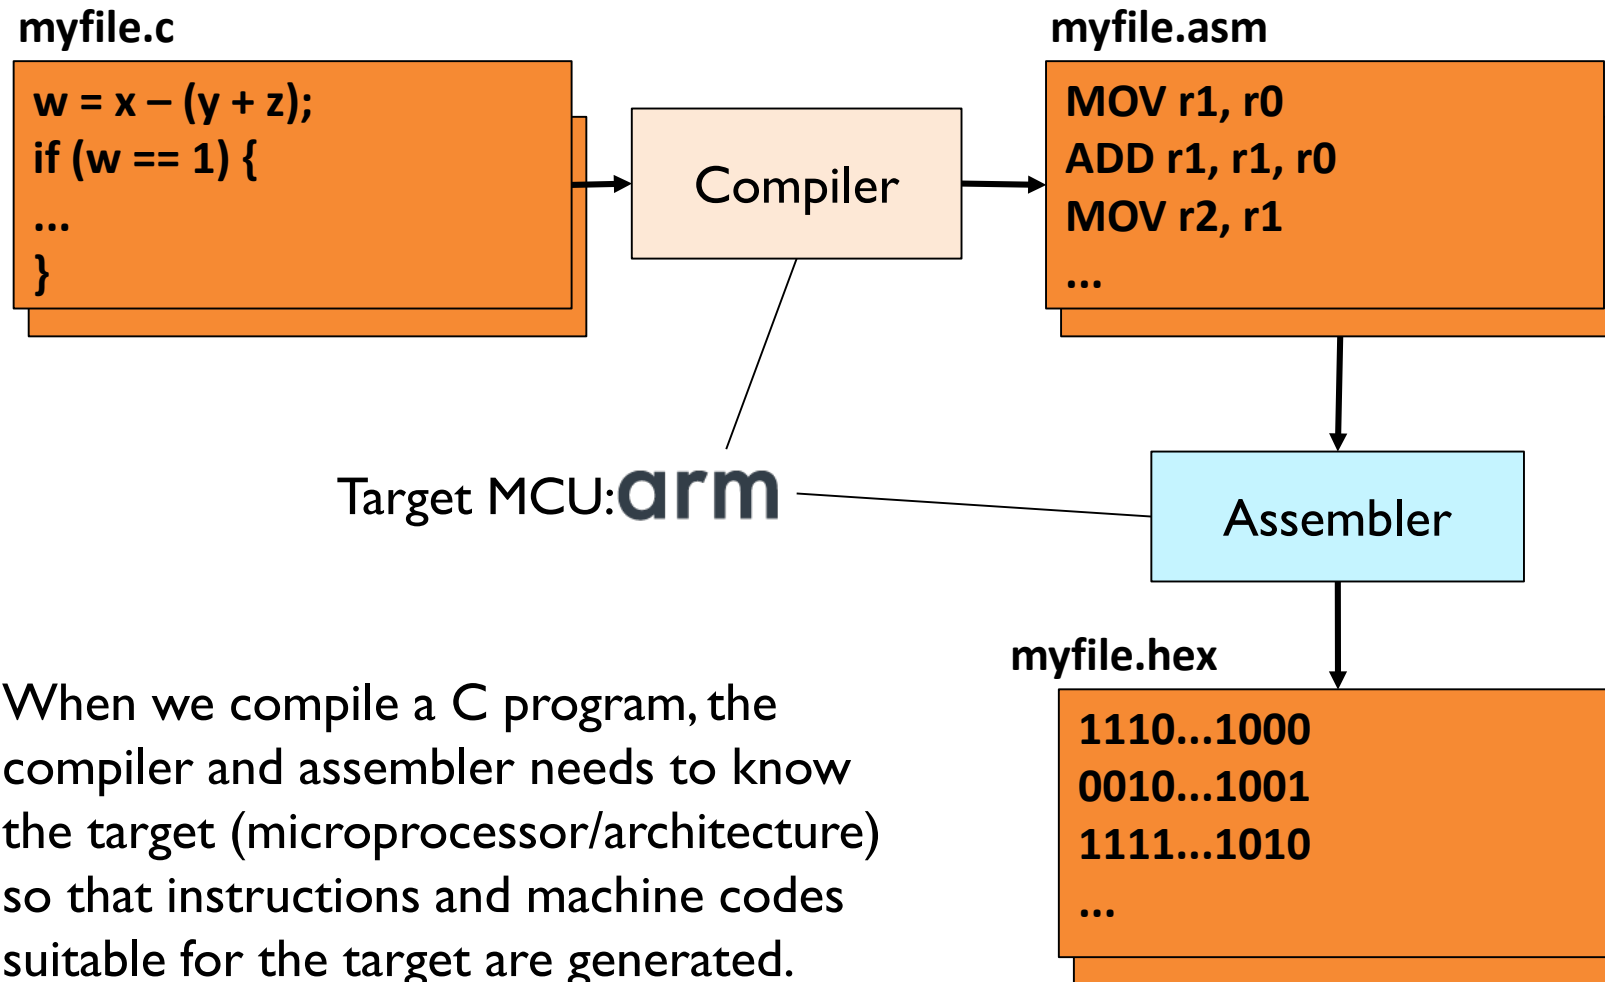 myfile.c
w = x – (y + z);
if (w == 1) {
...
}
Compiler
myfile.asm
MOV r1, r0
ADD r1, r1, r0
MOV r2, r1
...
Target MCU: arm
Assembler
myfile.hex
1110...1000
0010...1001
1111...1010
...
When we compile a C program, the
compiler and assembler needs to know
the target (microprocessor/architecture)
so that instructions and machine codes
suitable for the target are generated.